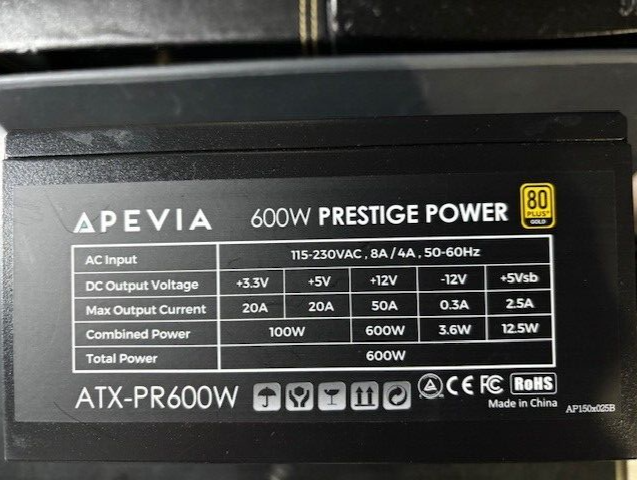 APEVIA 600W PRESTIGE POWER 80 PLUS GOLD
AC Input 115-230VAC , 8A / 4A , 50-60Hz
DC Output Voltage +3.3V +5V +12V -12V +5Vsb
Max Output Current 20A 20A 50A 0.3A 2.5A
Combined Power 100W 600W 3.6W 12.5W
Total Power 600W
ATX-PR600W CE FC RoHS
Made in China AP150x025B